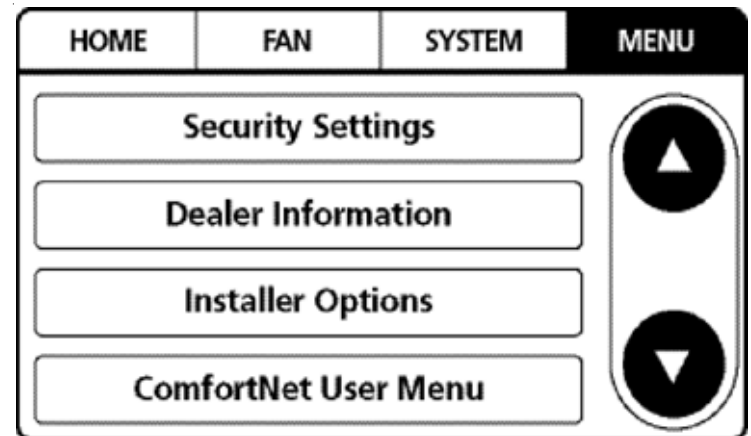 HOME FAN SYSTEM MENU
Security Settings
Dealer Information
Installer Options
ComfortNet User Menu